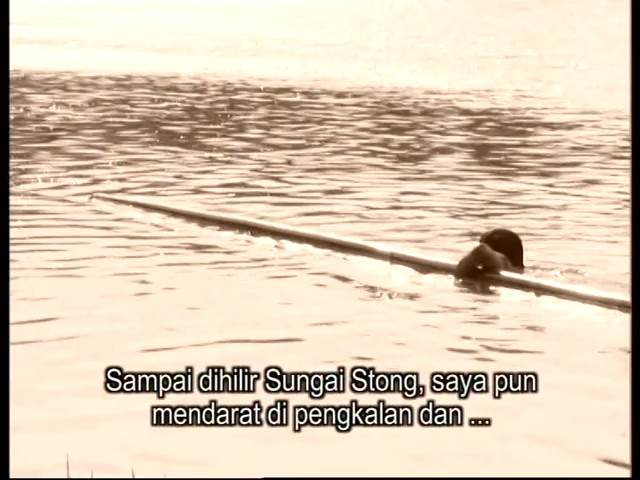 Sampai dihilir Sungai Stong, saya pun
mendarat di pengkalan dan ...